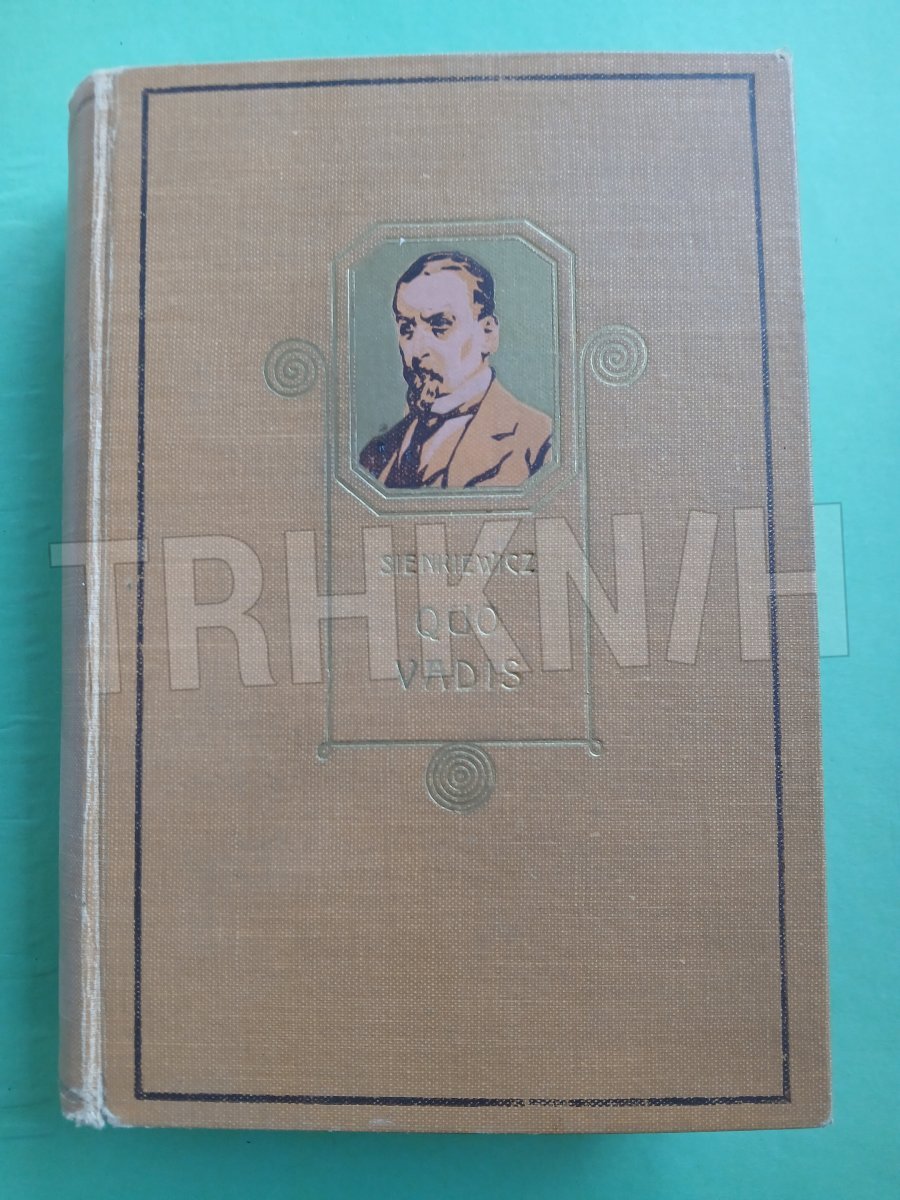 SIENKIEWICZ
QUO
VADIS
TRHKNIH